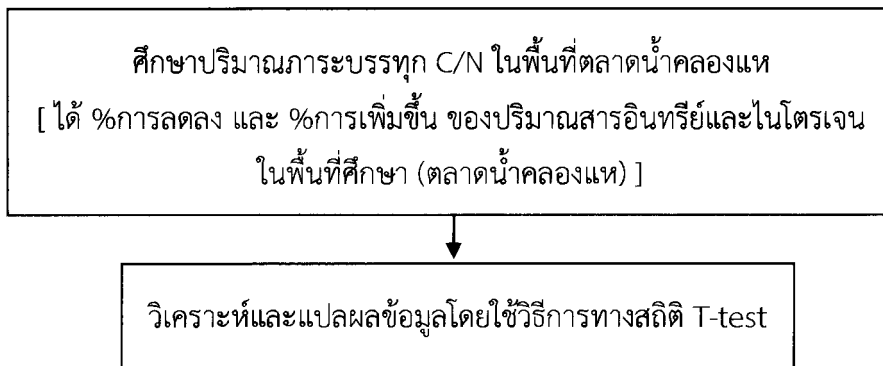 ศึกษาปริมาณภาระบรรทุก C/N ในพื้นที่ตลาดน้ำคลองแห
[ ได้ %การลดลง และ %การเพิ่มขึ้น ของปริมาณสารอินทรีย์และไนโตรเจน
ในพื้นที่ศึกษา (ตลาดน้ำคลองแห) ]
วิเคราะห์และแปลผลข้อมูลโดยใช้วิธีการทางสถิติ T-test